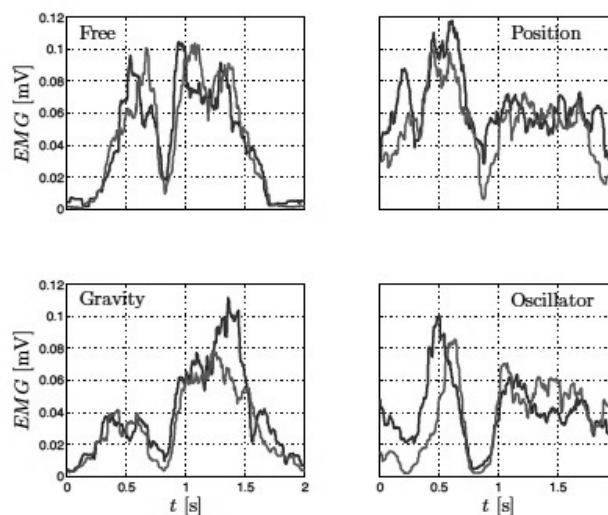 0.12
Free
Position
0.1
0.08
0.06
0.04
0.02
0
EMG [mV]
0.12
Gravity
Oscillator
0.1
0.08
0.06
0.04
0.02
0
EMG [mV]
0 0.5 1 1.5 2
0 0.5 1 1.5
t [s]
t [s]